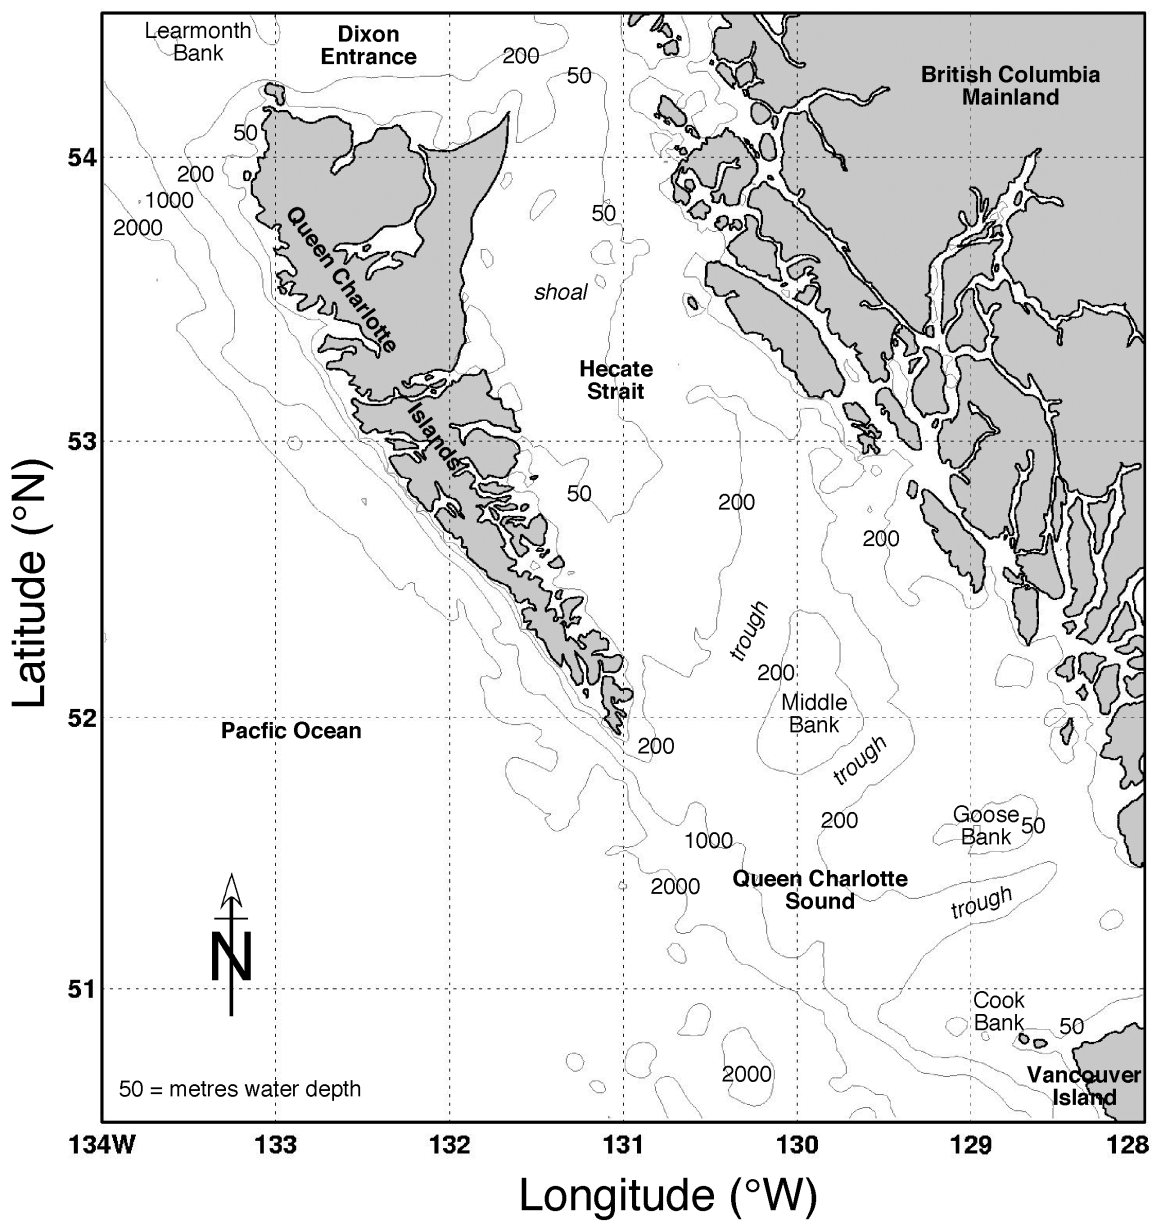 Learmonth
Bank
Dixon
Entrance
200
50
British Columbia
Mainland
50
54
200
1000
2000
50
Queen Charlotte
Islands
shoal
Hecate
Strait
53
50
200
200
trough
200
Middle
Bank
52
Pacfic Ocean
200
trough
200
Goose
Bank
50
1000
2000
Queen Charlotte
Sound
trough
N
51
Cook
Bank
50
2000
Vancouver
Island
50 = metres water depth
134W
133
132
131
130
129
128
Latitude (°N)
Longitude (°W)